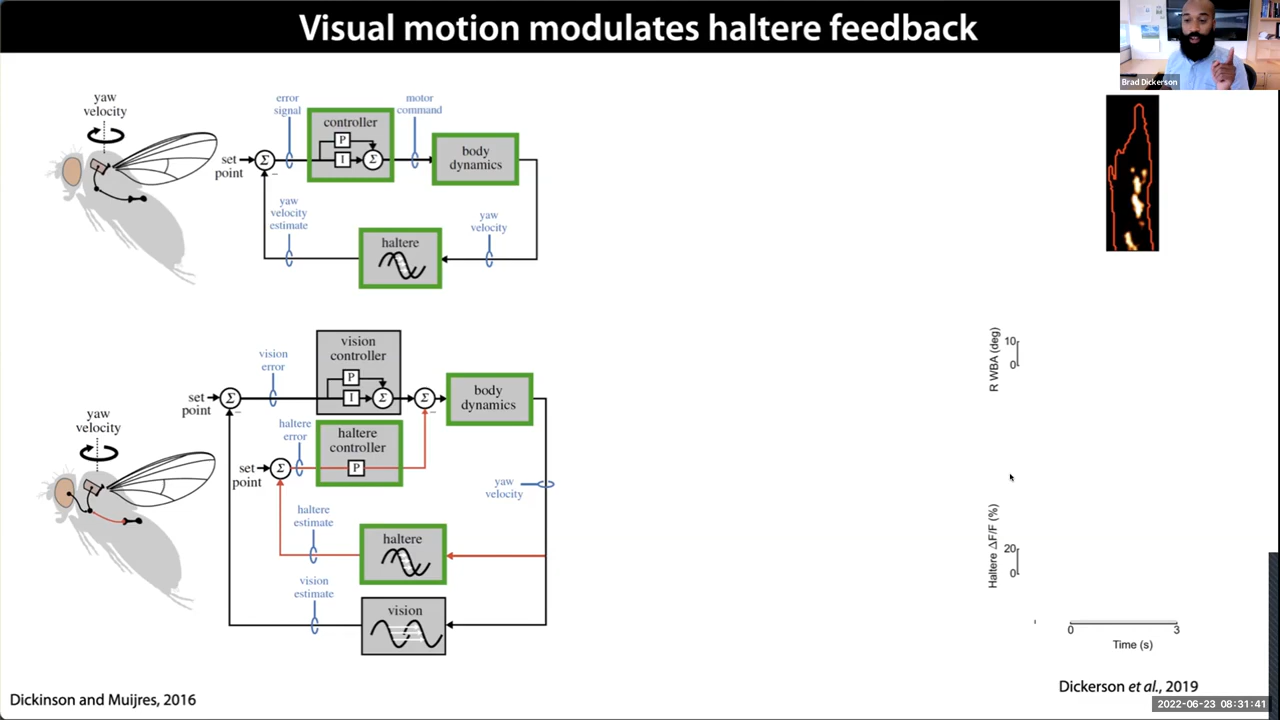 Visual motion modulates haltere feedback
Brad Dickerson
yaw
velocity
error
signal
controller
P
I
Σ
motor
command
body
dynamics
set
point
Σ
−
yaw
velocity
estimate
haltere
yaw
velocity
vision
error
vision
controller
P
I
Σ
set
point
Σ
−
Σ
−
body
dynamics
haltere
error
haltere
controller
P
set
point
Σ
yaw
velocity
yaw
velocity
haltere
estimate
haltere
vision
estimate
vision
R WBA (deg)
10
0
Haltere ΔF/F (%)
20
0
0
3
Time (s)
Dickinson and Muijres, 2016
Dickerson et al., 2019
2022-06-23 08:31:41